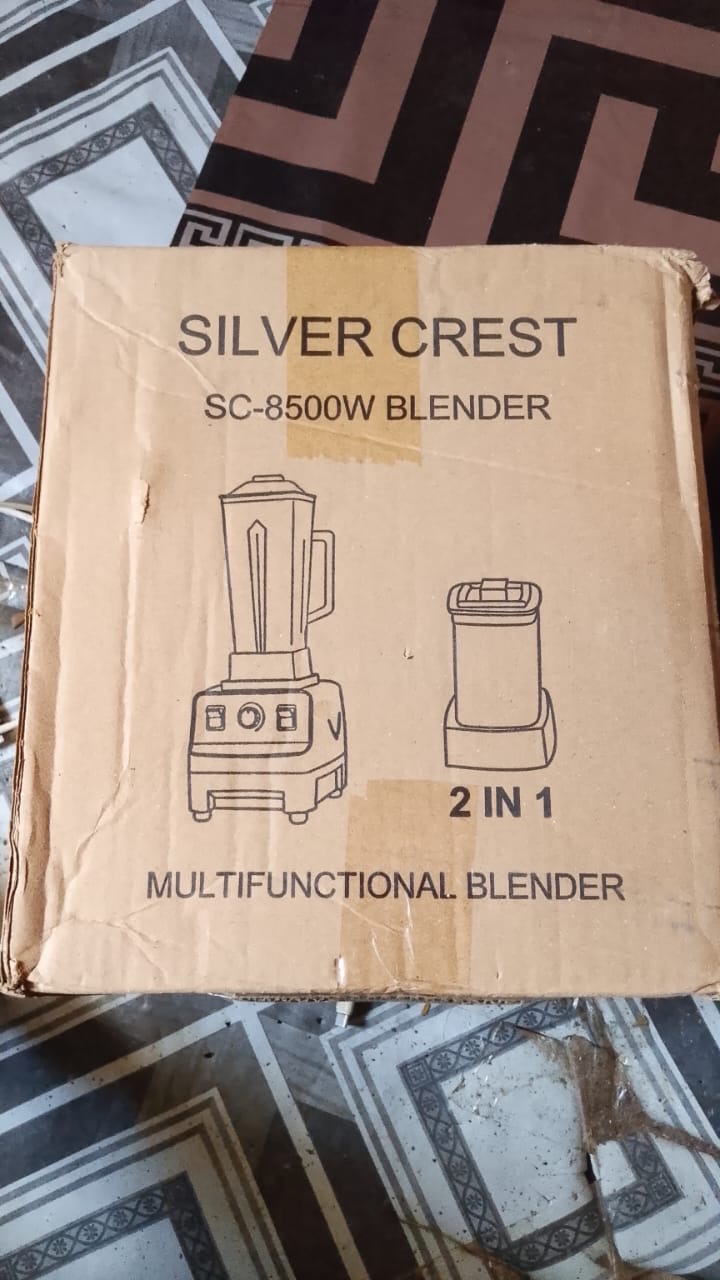 SILVER CREST
SC-8500W BLENDER
2 IN 1
MULTIFUNCTIONAL BLENDER